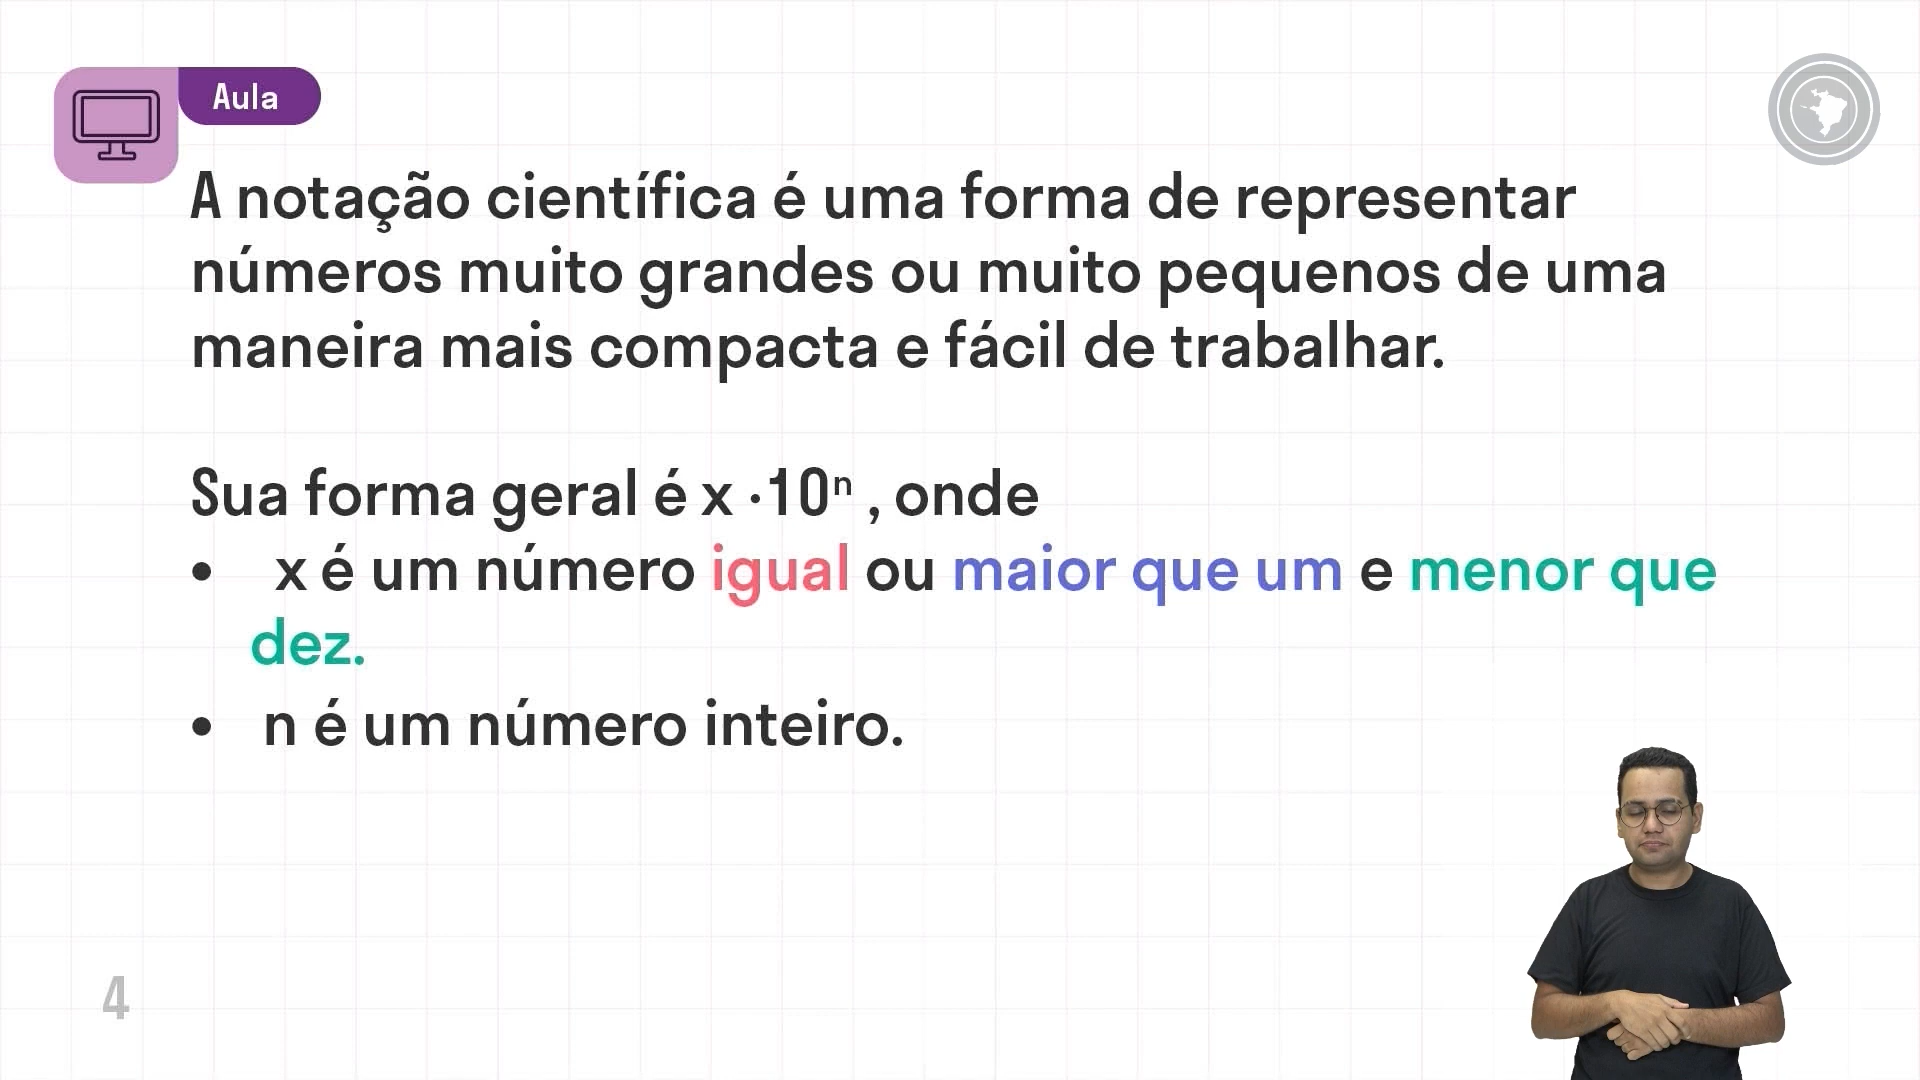 Aula
A notação científica é uma forma de representar
números muito grandes ou muito pequenos de uma
maneira mais compacta e fácil de trabalhar.
Sua forma geral é x ·10ⁿ , onde
• x é um número igual ou maior que um e menor que
dez.
• n é um número inteiro.
4